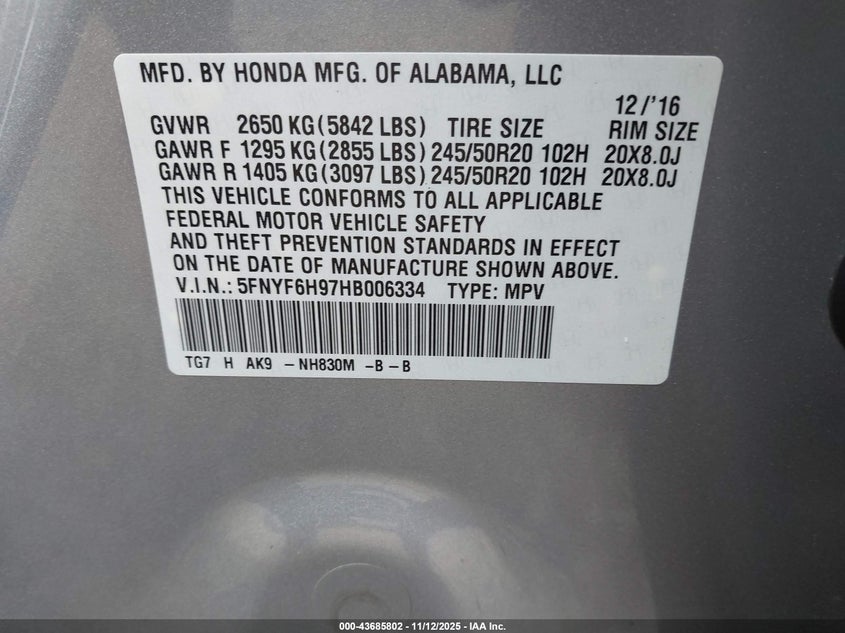 MFD. BY HONDA MFG. OF ALABAMA, LLC
12/'16
GVWR 2650 KG(5842 LBS) TIRE SIZE RIM SIZE
GAWR F 1295 KG(2855 LBS)245/50R20 102H 20X8.0J
GAWR R 1405 KG(3097 LBS)245/50R20 102H 20X8.0J
THIS VEHICLE CONFORMS TO ALL APPLICABLE
FEDERAL MOTOR VEHICLE SAFETY
AND THEFT PREVENTION STANDARDS IN EFFECT
ON THE DATE OF MANUFACTURE SHOWN ABOVE.
V.I.N.: 5FNYF6H97HB006334 TYPE: MPV
TG7 H AK9 -NH830M -B-B
000-43685802 - 11/12/2025 - IAA Inc.